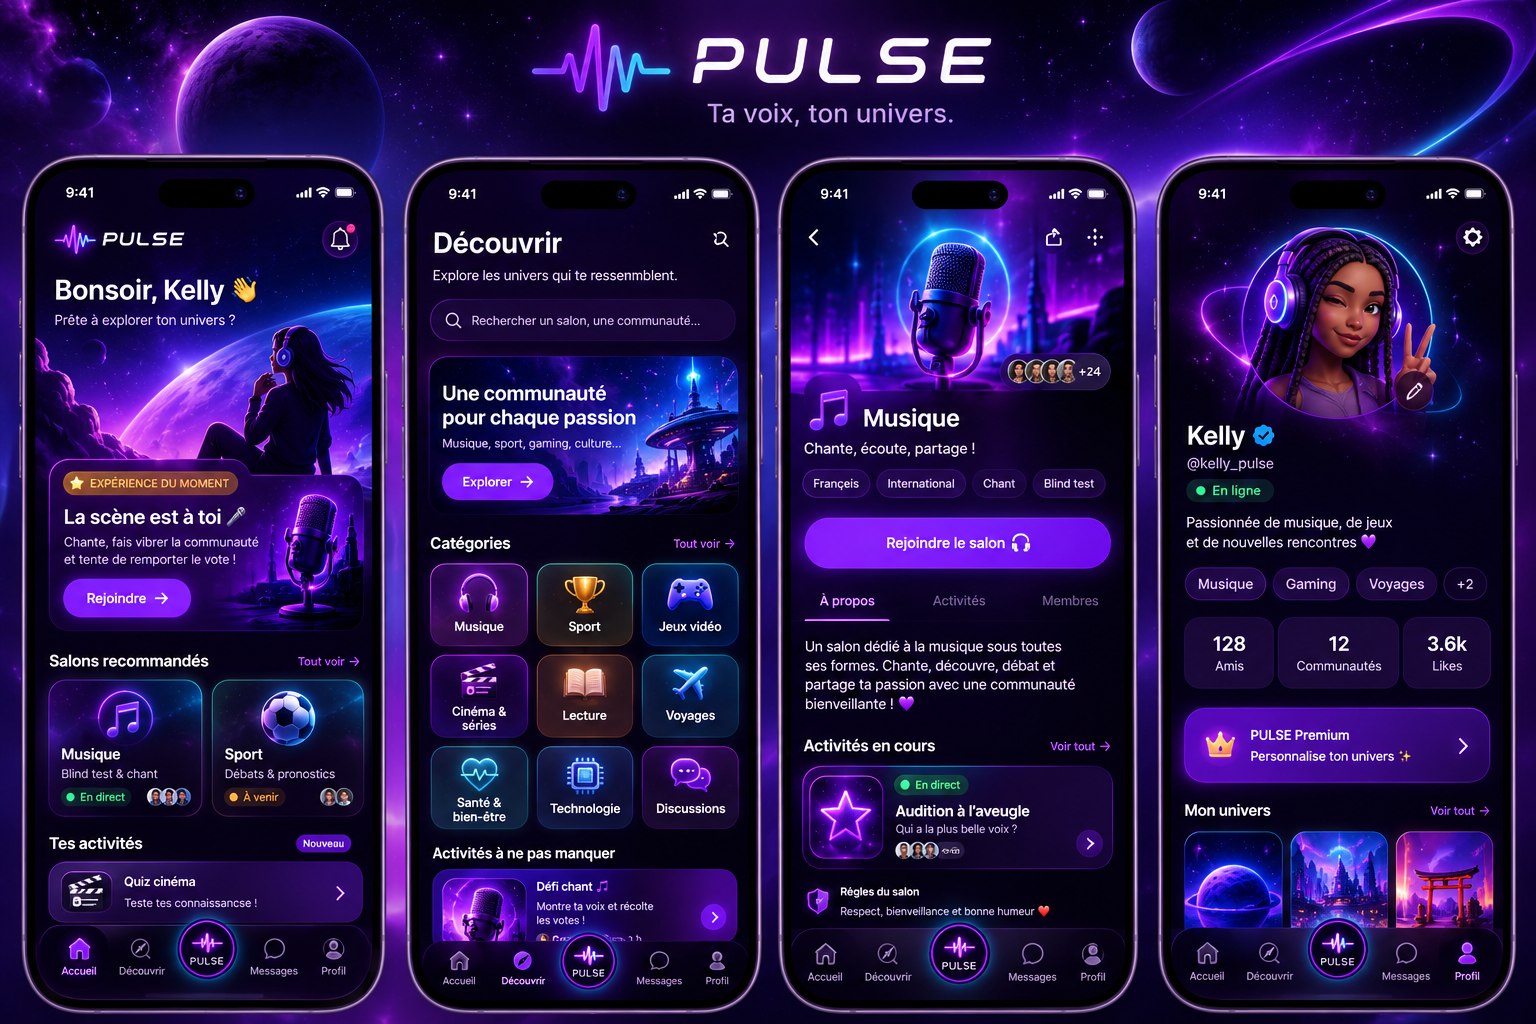 PULSE
Ta voix, ton univers.
9:41
PULSE
Bonsoir, Kelly 👋
Prête à explorer ton univers ?
⭐ EXPÉRIENCE DU MOMENT
La scène est à toi 🎤
Chante, fais vibrer la communauté
et tente de remporter le vote !
Rejoindre →
Salons recommandés
Tout voir →
Musique
Blind test & chant
En direct
Sport
Débats & pronostics
À venir
Tes activités
Nouveau
Quiz cinéma
Teste tes connaissancse !
Accueil
Découvrir
PULSE
Messages
Profil
9:41
Découvrir
Explore les univers qui te ressenmblent.
Rechercher un salon, une communauté...
Une communauté
pour chaque passion
Musique, sport, gaming, culture...
Explorer →
Catégories
Tout voir →
Musique
Sport
Jeux vidéo
Cinéma &
séries
Lecture
Voyages
Santé &
bien-être
Technologie
Discussions
Activités à ne pas manquer
Défi chant 🎵
Montre ta voix et récolte
les votes !
Accueil
Découvrir
PULSE
Messages
Profil
9:41
+24
Musique
Chante, écoute, partage !
Françeis
International
Chant
Blind test
Rejoindre le salon 🎧
À propos
Activités
Membres
Un salon dédié à la musique sous toutes
ses formes. Chante, découvre, débat et
partage ta passion avec une communauté
bienveillante ! 💜
Activités en cours
Voir tout →
En direct
Audition à l'aveugle
Qui a la plus belle voix ?
Régles du salon
Respect, bienveillance et bonne humeur ❤️
Accueil
Découvrir
PULSE
Messages
Profil
9:41
Kelly
@kelly_pulse
En ligne
Passionnée de musique, de jeux
et de nouvelles rencontres 💜
Musique
Gaming
Voyages
+2
128
Amis
12
Communautés
3.6k
Likes
PULSE Premium
Personnalise ton univers ✨
Mon univers
Voir tout →
Accueil
Découvrir
PULSE
Messages
Profil